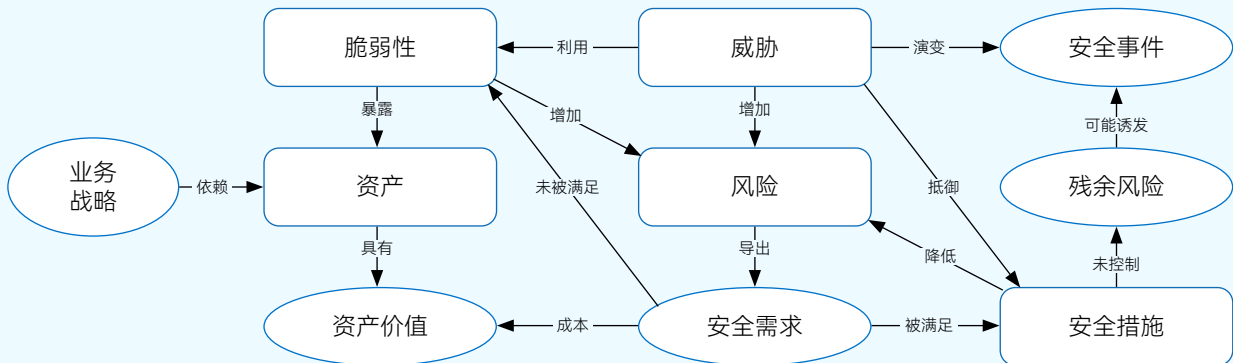 脆弱性
利用
威胁
演变
安全事件
暴露
增加
增加
可能诱发
业务
战略
依赖
资产
未被满足
风险
抵御
残余风险
具有
导出
降低
未控制
资产价值
成本
安全需求
被满足
安全措施